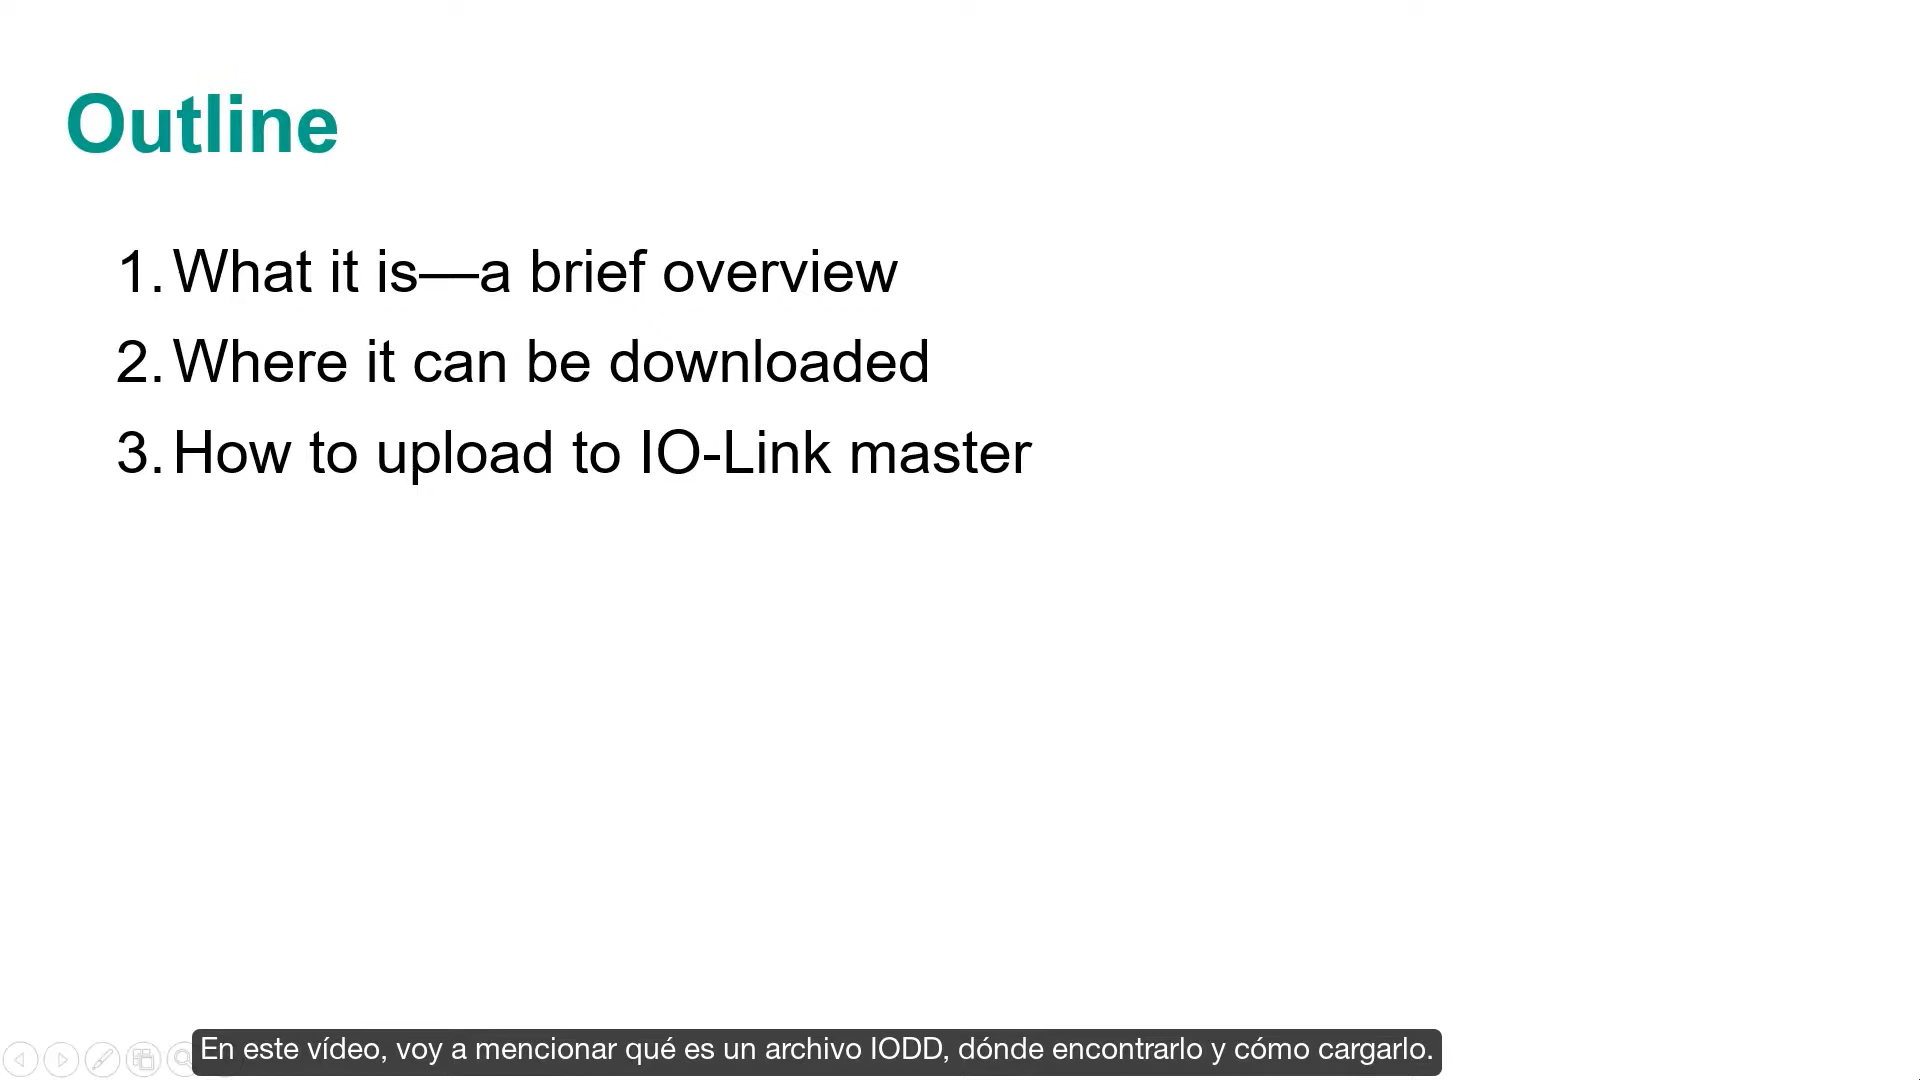 Outline
1. What it is—a brief overview
2. Where it can be downloaded
3. How to upload to IO-Link master
En este vídeo, voy a mencionar qué es un archivo IODD, dónde encontrarlo y cómo cargarlo.